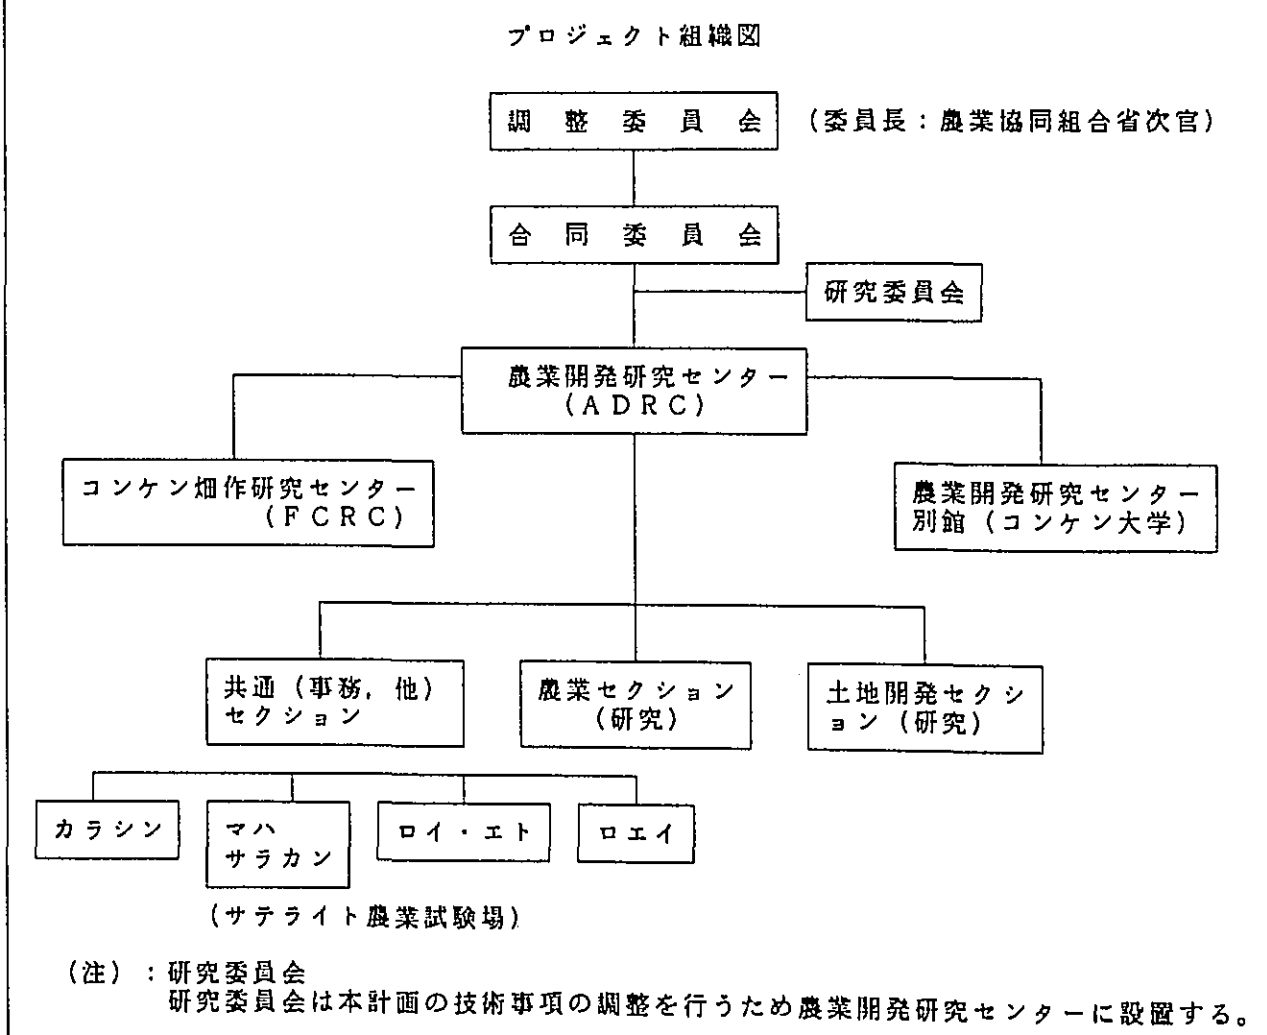 プロジェクト組織図
調整委員会 (委員長:農業協同組合省次官)
合同委員会
研究委員会
農業開発研究センター
(ADRC)
コンケン畑作研究センター
(FCRC)
農業開発研究センター
別館(コンケン大学)
共通(事務,他)
セクション
農業セクション
(研究)
土地開発セクシ
ョン(研究)
カラシン
マハ
サラカン
ロイ・エト
ロエイ
(サテライト農業試験場)
(注):研究委員会
研究委員会は本計画の技術事項の調整を行うため農業開発研究センターに設置する。